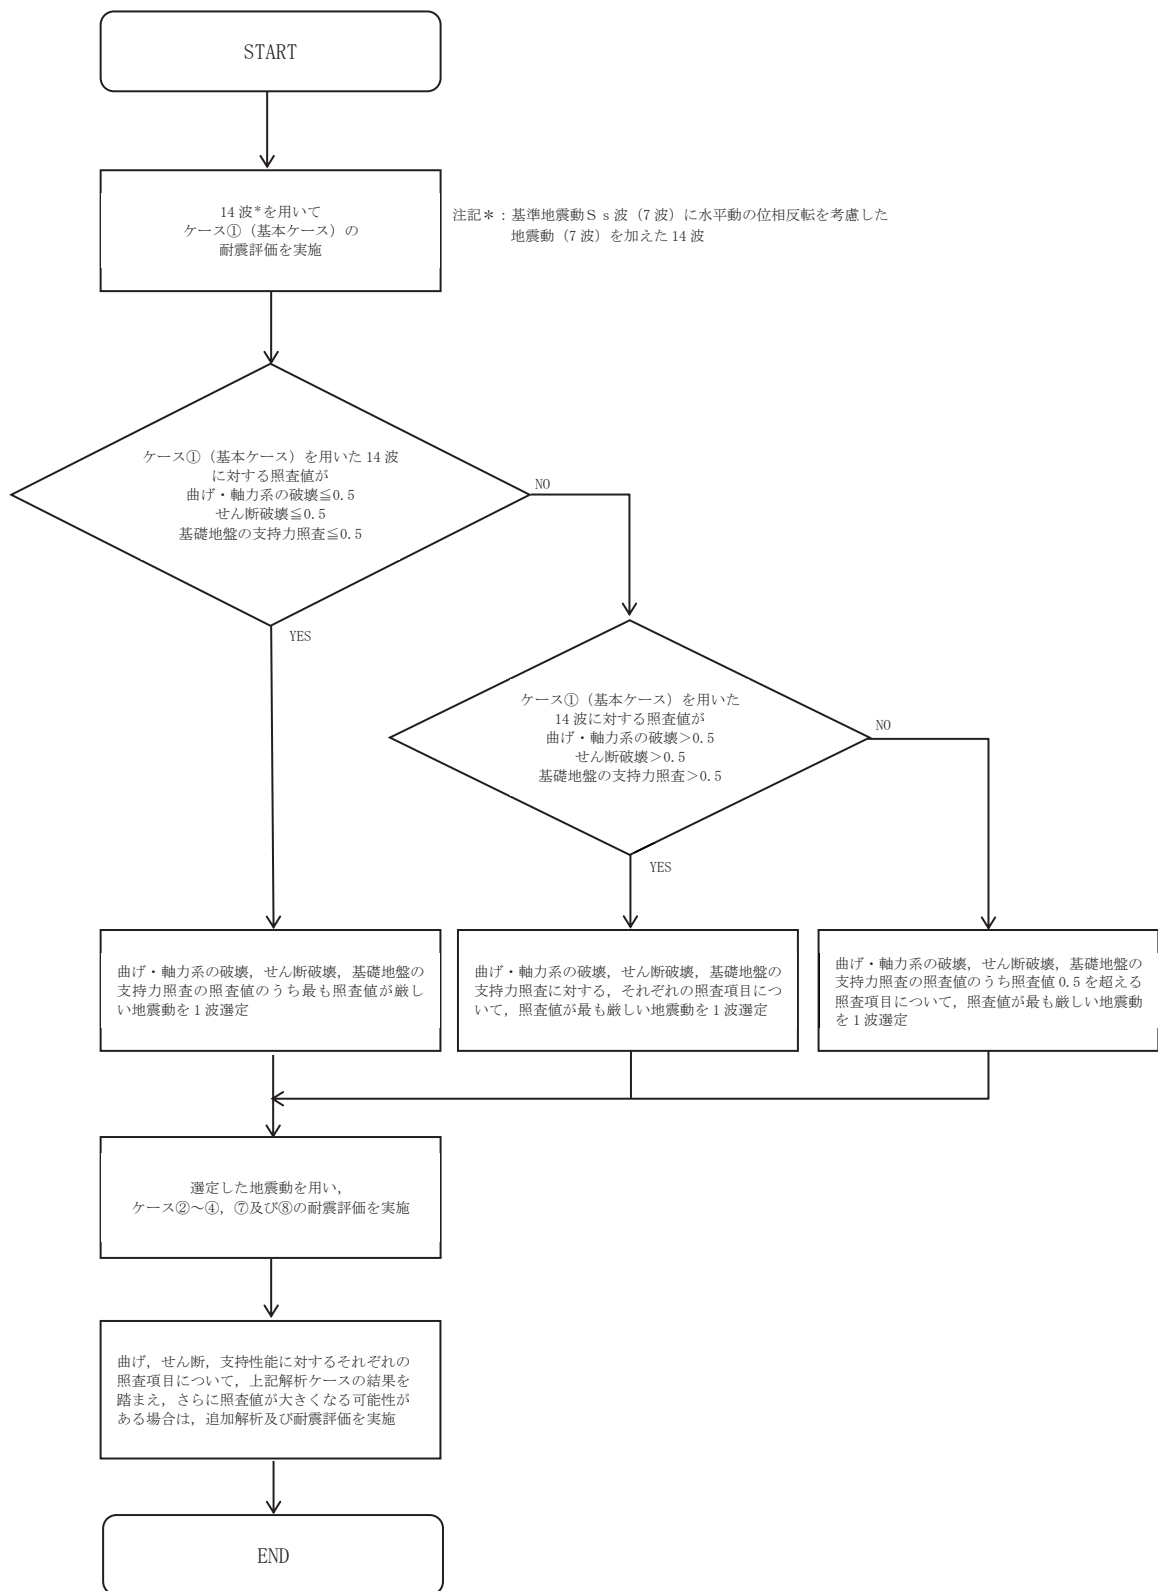 START
14 波*を用いて
ケース①（基本ケース）の
耐震評価を実施
注記＊：基準地震動Ｓｓ波（7 波）に水平動の位相反転を考慮した
地震動（7 波）を加えた 14 波
ケース①（基本ケース）を用いた 14 波
に対する照査値が
曲げ・軸力系の破壊≦0.5
せん断破壊≦0.5
基礎地盤の支持力照査≦0.5
NO
YES
ケース①（基本ケース）を用いた
14 波に対する照査値が
曲げ・軸力系の破壊＞0.5
せん断破壊＞0.5
基礎地盤の支持力照査＞0.5
NO
YES
曲げ・軸力系の破壊，せん断破壊，基礎地盤の
支持力照査の照査値のうち最も照査値が厳し
い地震動を 1 波選定
曲げ・軸力系の破壊，せん断破壊，基礎地盤の
支持力照査に対する，それぞれの照査項目につ
いて，照査値が最も厳しい地震動を 1 波選定
曲げ・軸力系の破壊，せん断破壊，基礎地盤の
支持力照査の照査値のうち照査値 0.5 を超える
照査項目について，照査値が最も厳しい地震動
を 1 波選定
選定した地震動を用い，
ケース②～④，⑦及び⑧の耐震評価を実施
曲げ，せん断，支持性能に対するそれぞれの
照査項目について，上記解析ケースの結果を
踏まえ，さらに照査値が大きくなる可能性が
ある場合は，追加解析及び耐震評価を実施
END